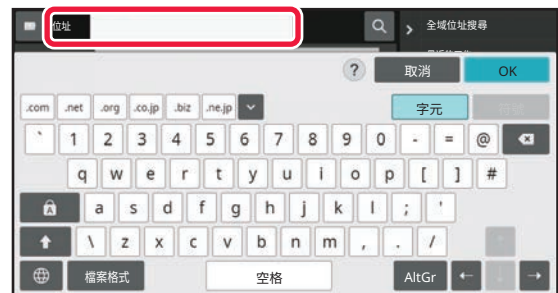 位址
全域位址搜尋
? 取消 OK
.com .net .org .co.jp .biz .ne.jp 字元
` 1 2 3 4 5 6 7 8 9 0 - = @
q w e r t y u i o p [ ] #
a s d f g h j k l ; '
\ z x c v b n m , . /
檔案格式 空格 AltGr ← ↓ →